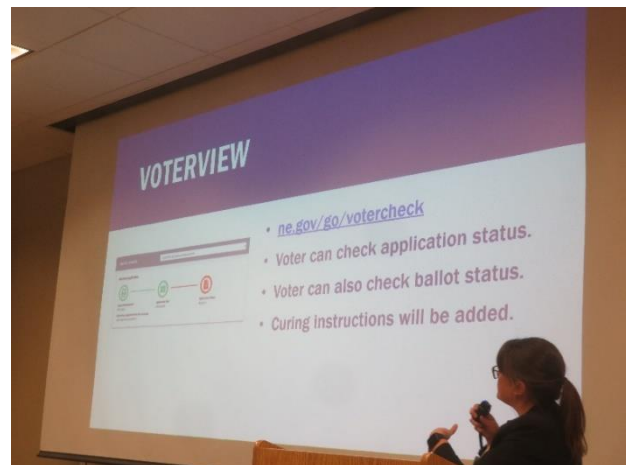 VOTERVIEW
• ne.gov/go/votercheck
• Voter can check application status.
• Voter can also check ballot status.
• Curing instructions will be added.